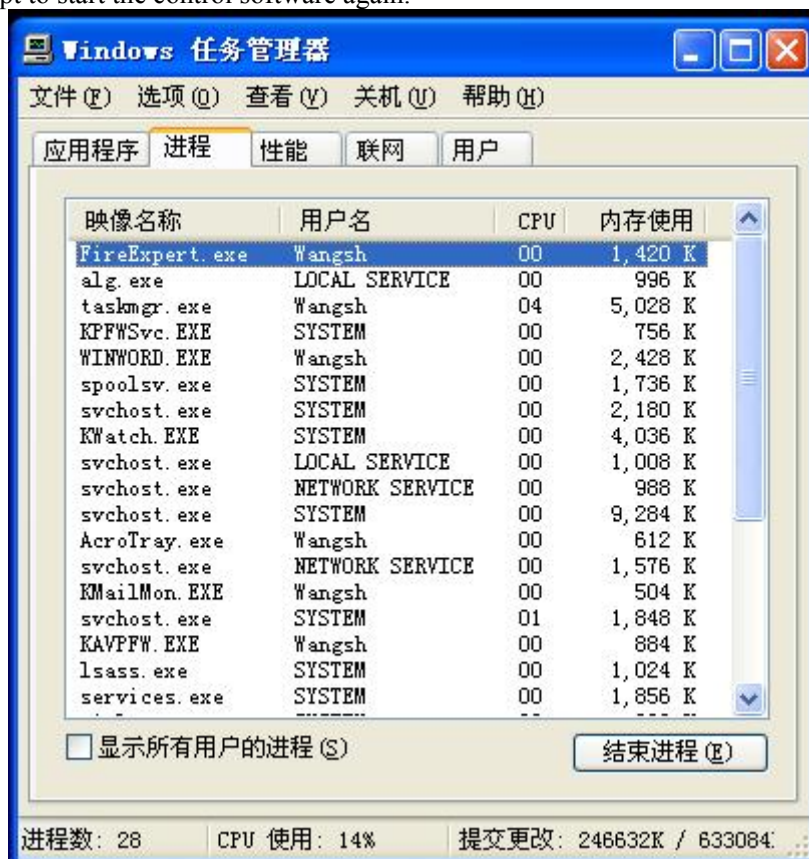 pt to start the control software again.
Windows 任务管理器
文件(F) 选项(O) 查看(V) 关机(U) 帮助(H)
应用程序 进程 性能 联网 用户
映像名称 用户名 CPU 内存使用
FireExpert.exe Wangsh 00 1,420 K
alg.exe LOCAL SERVICE 00 996 K
taskmgr.exe Wangsh 04 5,028 K
KPFWSvc.EXE SYSTEM 00 756 K
WINWORD.EXE Wangsh 00 2,428 K
spoolsv.exe SYSTEM 00 1,736 K
svchost.exe SYSTEM 00 2,180 K
KWatch.EXE SYSTEM 00 4,036 K
svchost.exe LOCAL SERVICE 00 1,008 K
svchost.exe NETWORK SERVICE 00 988 K
svchost.exe SYSTEM 00 9,284 K
AcroTray.exe Wangsh 00 612 K
svchost.exe NETWORK SERVICE 00 1,576 K
KMailMon.EXE Wangsh 00 504 K
svchost.exe SYSTEM 01 1,848 K
KAVPFW.EXE Wangsh 00 884 K
lsass.exe SYSTEM 00 1,024 K
services.exe SYSTEM 00 1,856 K
显示所有用户的进程(S) 结束进程(E)
进程数: 28 CPU 使用: 14% 提交更改: 246632K / 633084